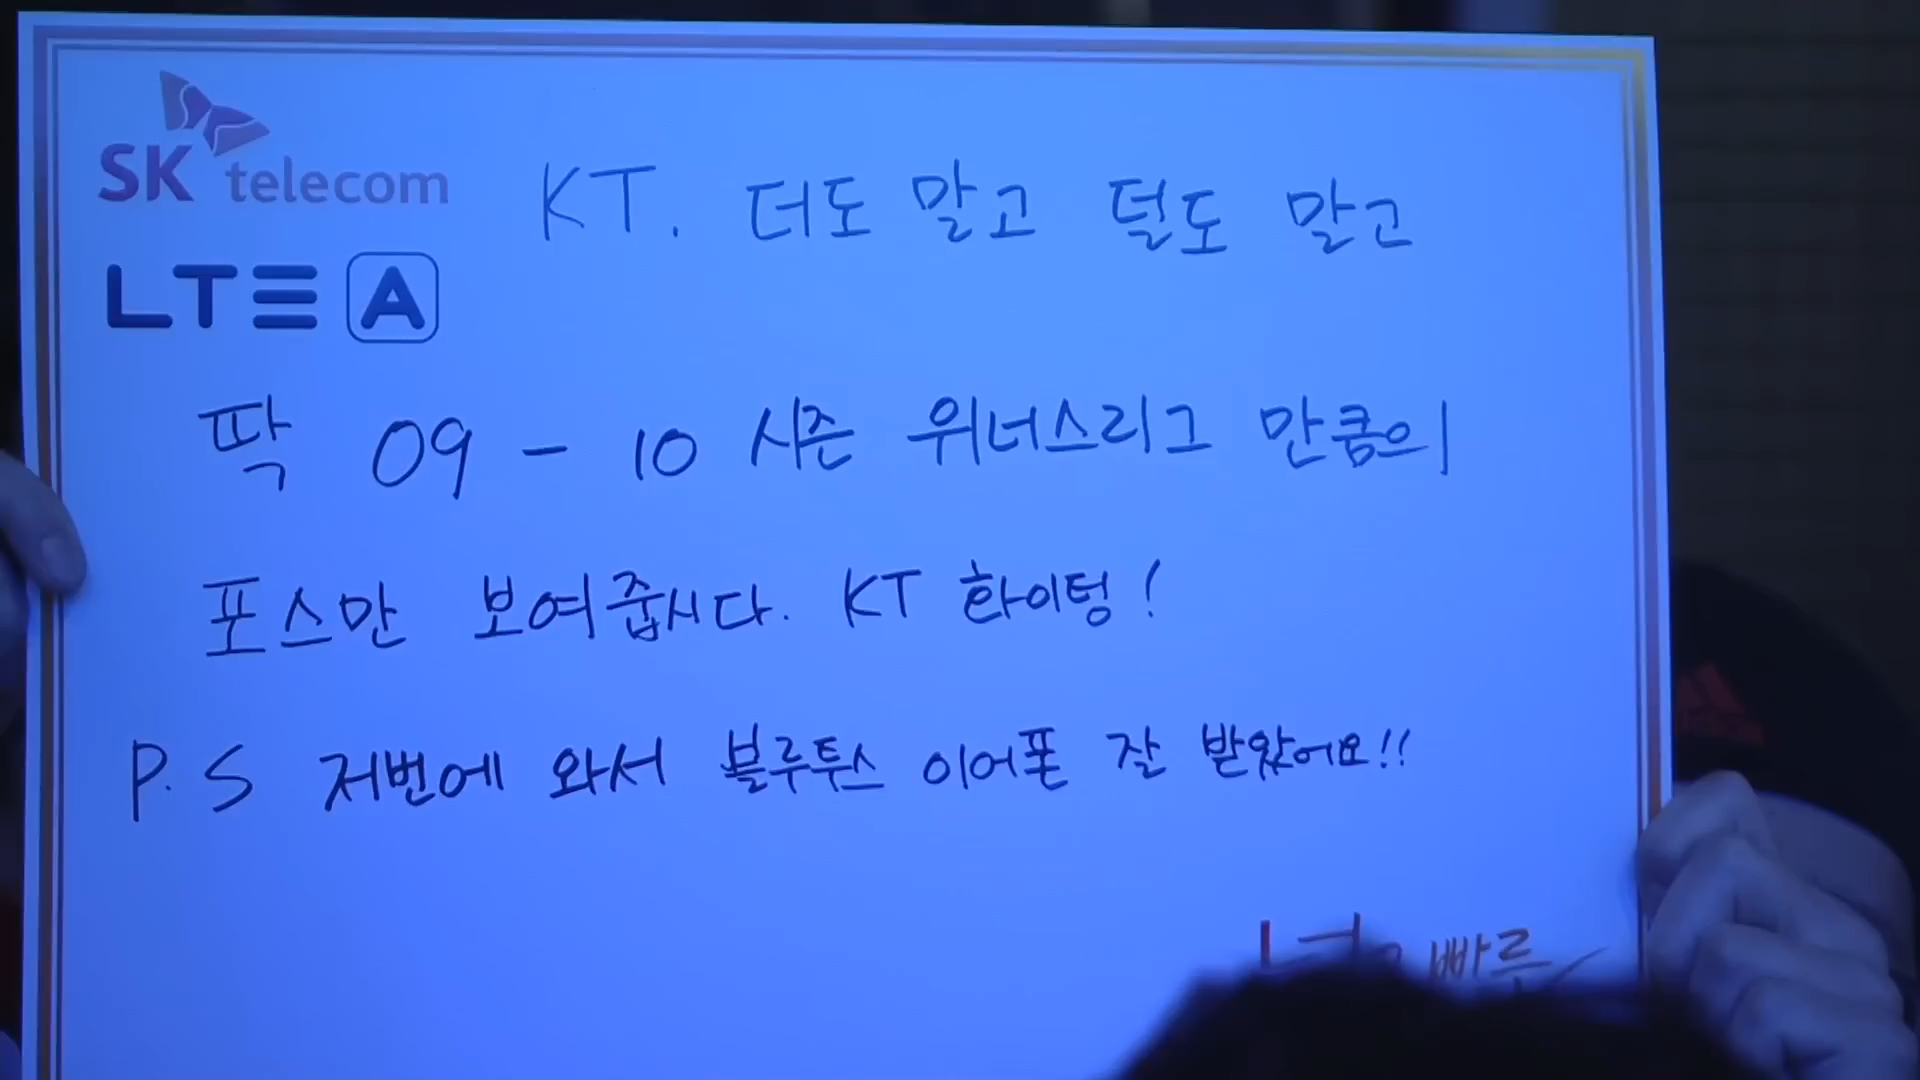 SK telecom
LTE A
KT. 더도 말고 덜도 말고
딱 09 - 10 시즌 위너스리그 만큼의
포스만 보여줍시다. KT 화이텅!
P.S 저번에 와서 블루투스 이어폰 잘 받았어요!!